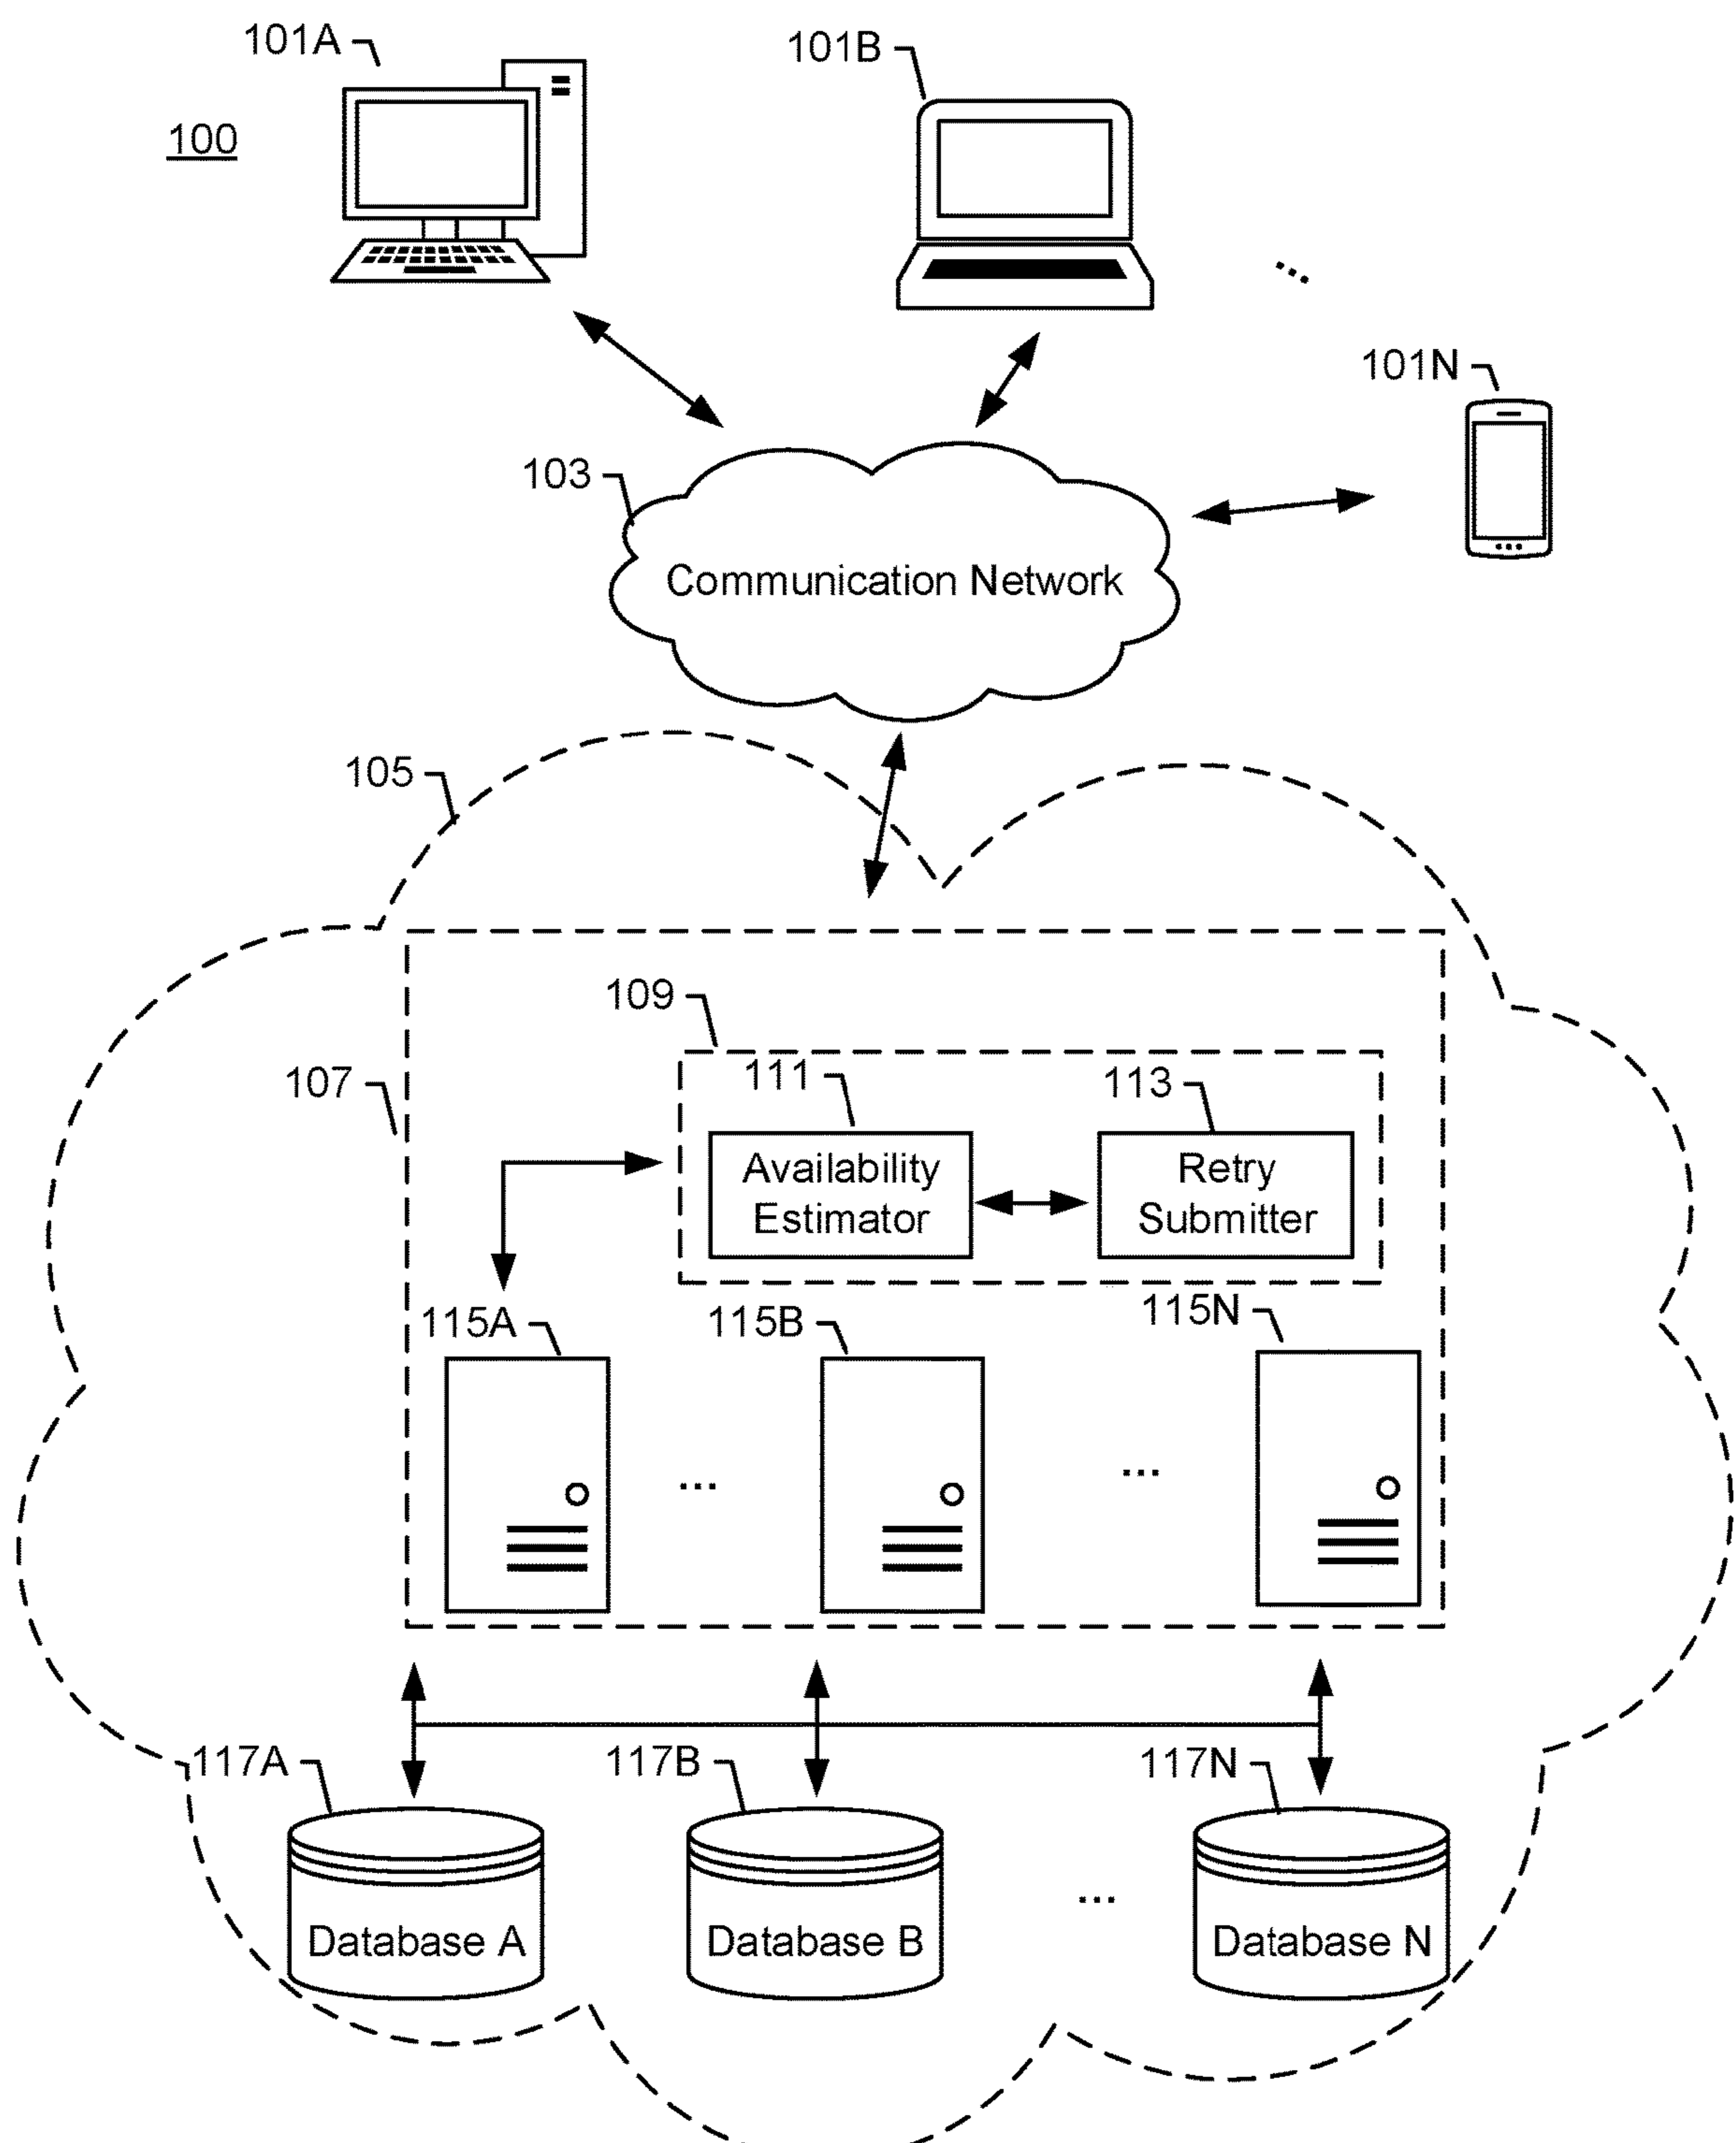 101A
101B
100
101N
103
Communication Network
105
109
107
111
113
Availability
Estimator
Retry
Submitter
115A
115B
115N
...
...
117A
117B
117N
...
Database A
Database B
Database N